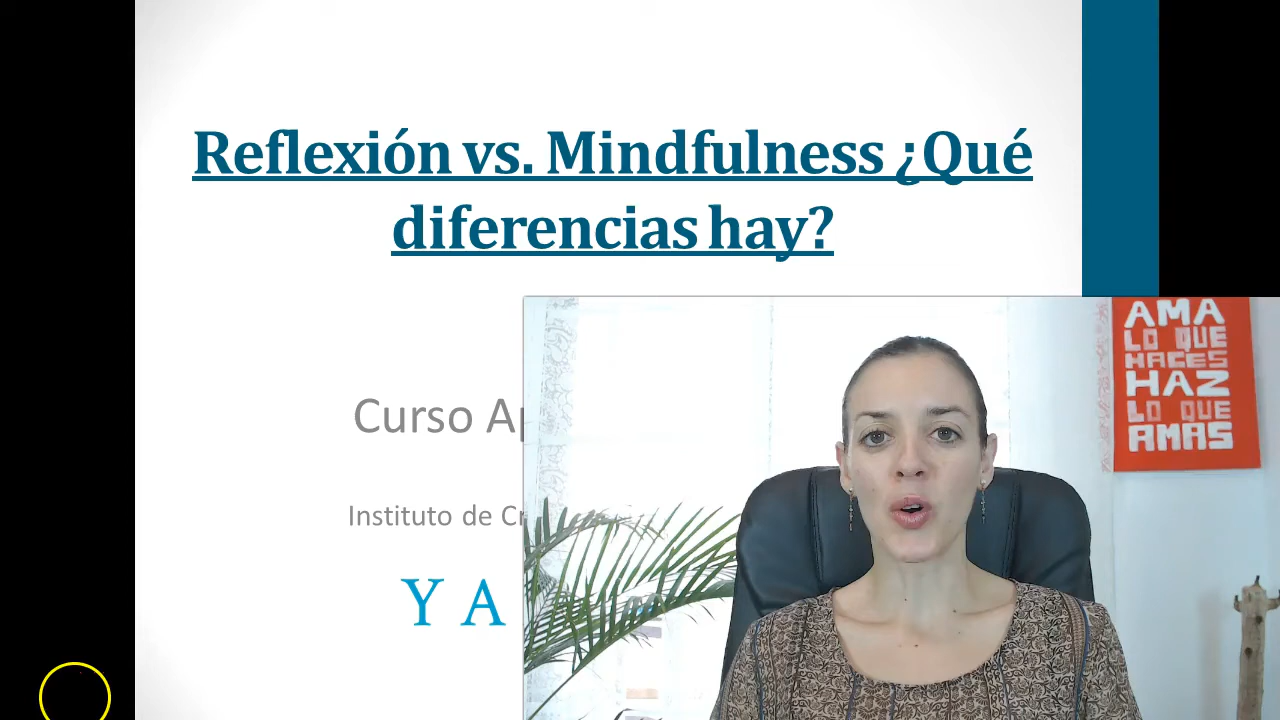 Reflexión vs. Mindfulness ¿Qué
diferencias hay?
Curso
Instituto de
Y A
AMA
LO QUE
HACES
HAZ
LO QUE
AMAS